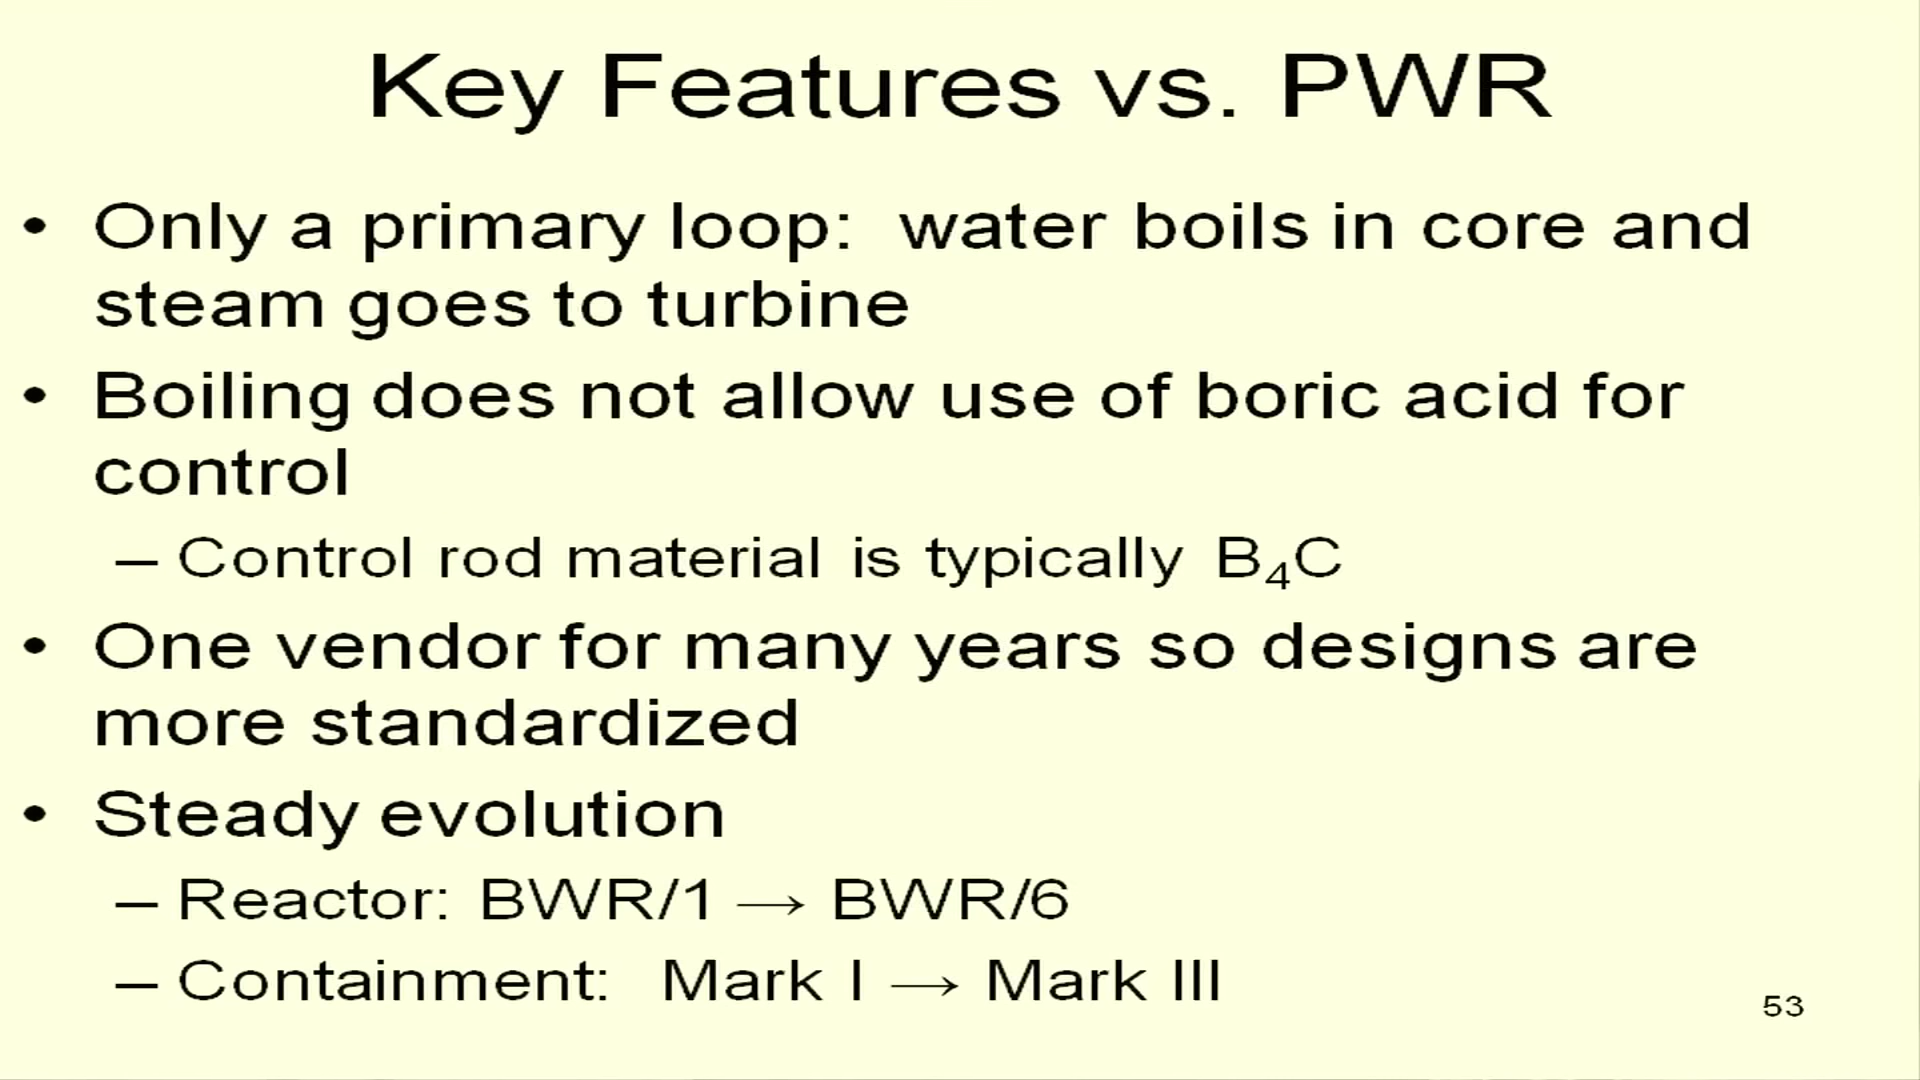 Key Features vs. PWR
• Only a primary loop: water boils in core and
steam goes to turbine
• Boiling does not allow use of boric acid for
control
– Control rod material is typically B₄C
• One vendor for many years so designs are
more standardized
• Steady evolution
– Reactor: BWR/1 → BWR/6
– Containment: Mark I → Mark III
53